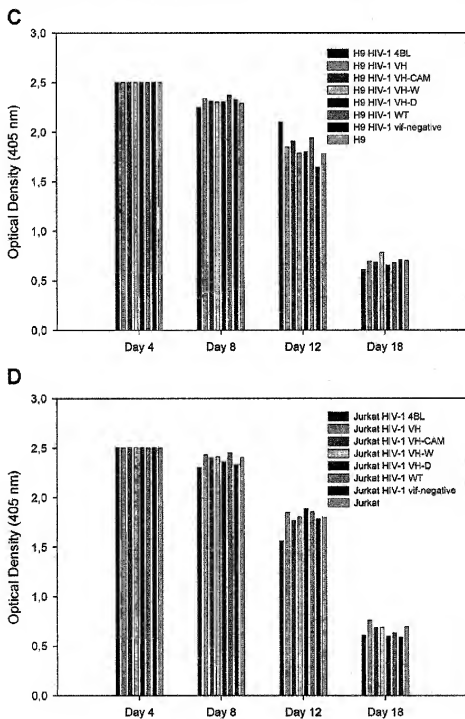 C
Optical Density (405 nm)
3,0
2,5
2,0
1,5
1,0
0,5
0,0
H9 HIV-1 4BL
H9 HIV-1 VH
H9 HIV-1 VH-CAM
H9 HIV-1 VH-W
H9 HIV-1 VH-D
H9 HIV-1 WT
H9 HIV-1 vif-negative
H9
Day 4 Day 8 Day 12 Day 18
D
Optical Density (405 nm)
3,0
2,5
2,0
1,5
1,0
0,5
0,0
Jurkat HIV-1 4BL
Jurkat HIV-1 VH
Jurkat HIV-1 VH-CAM
Jurkat HIV-1 VH-W
Jurkat HIV-1 VH-D
Jurkat HIV-1 WT
Jurkat HIV-1 vif-negative
Jurkat
Day 4 Day 8 Day 12 Day 18